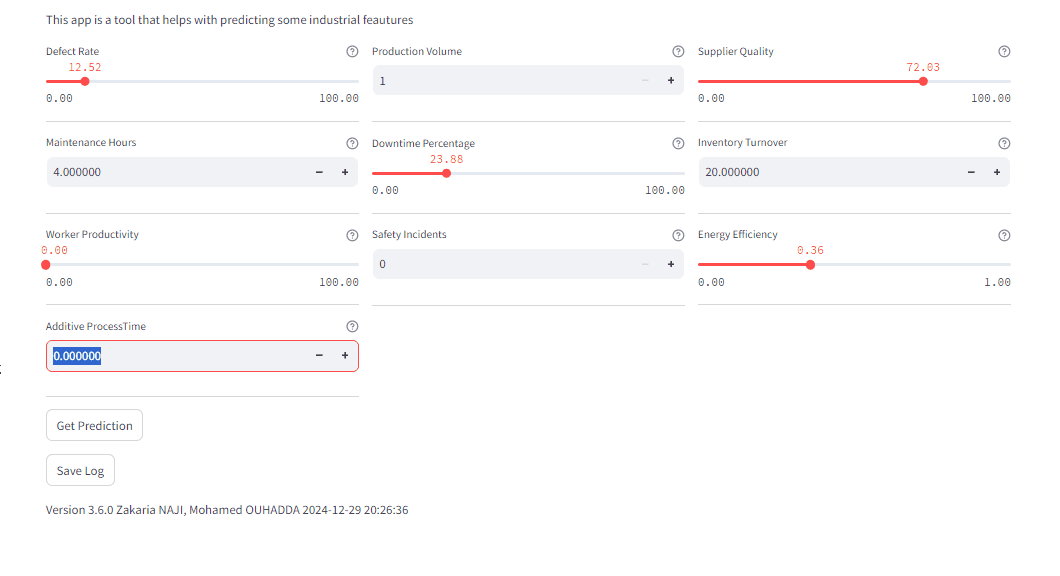 This app is a tool that helps with predicting some industrial feautures
Defect Rate
12.52
0.00 100.00
Production Volume
1
Supplier Quality
72.03
0.00 100.00
Maintenance Hours
4.000000
Downtime Percentage
23.88
0.00 100.00
Inventory Turnover
20.000000
Worker Productivity
0.00
0.00 100.00
Safety Incidents
0
Energy Efficiency
0.36
0.00 1.00
Additive ProcessTime
0.000000
Get Prediction
Save Log
Version 3.6.0 Zakaria NAJI, Mohamed OUHADDA 2024-12-29 20:26:36